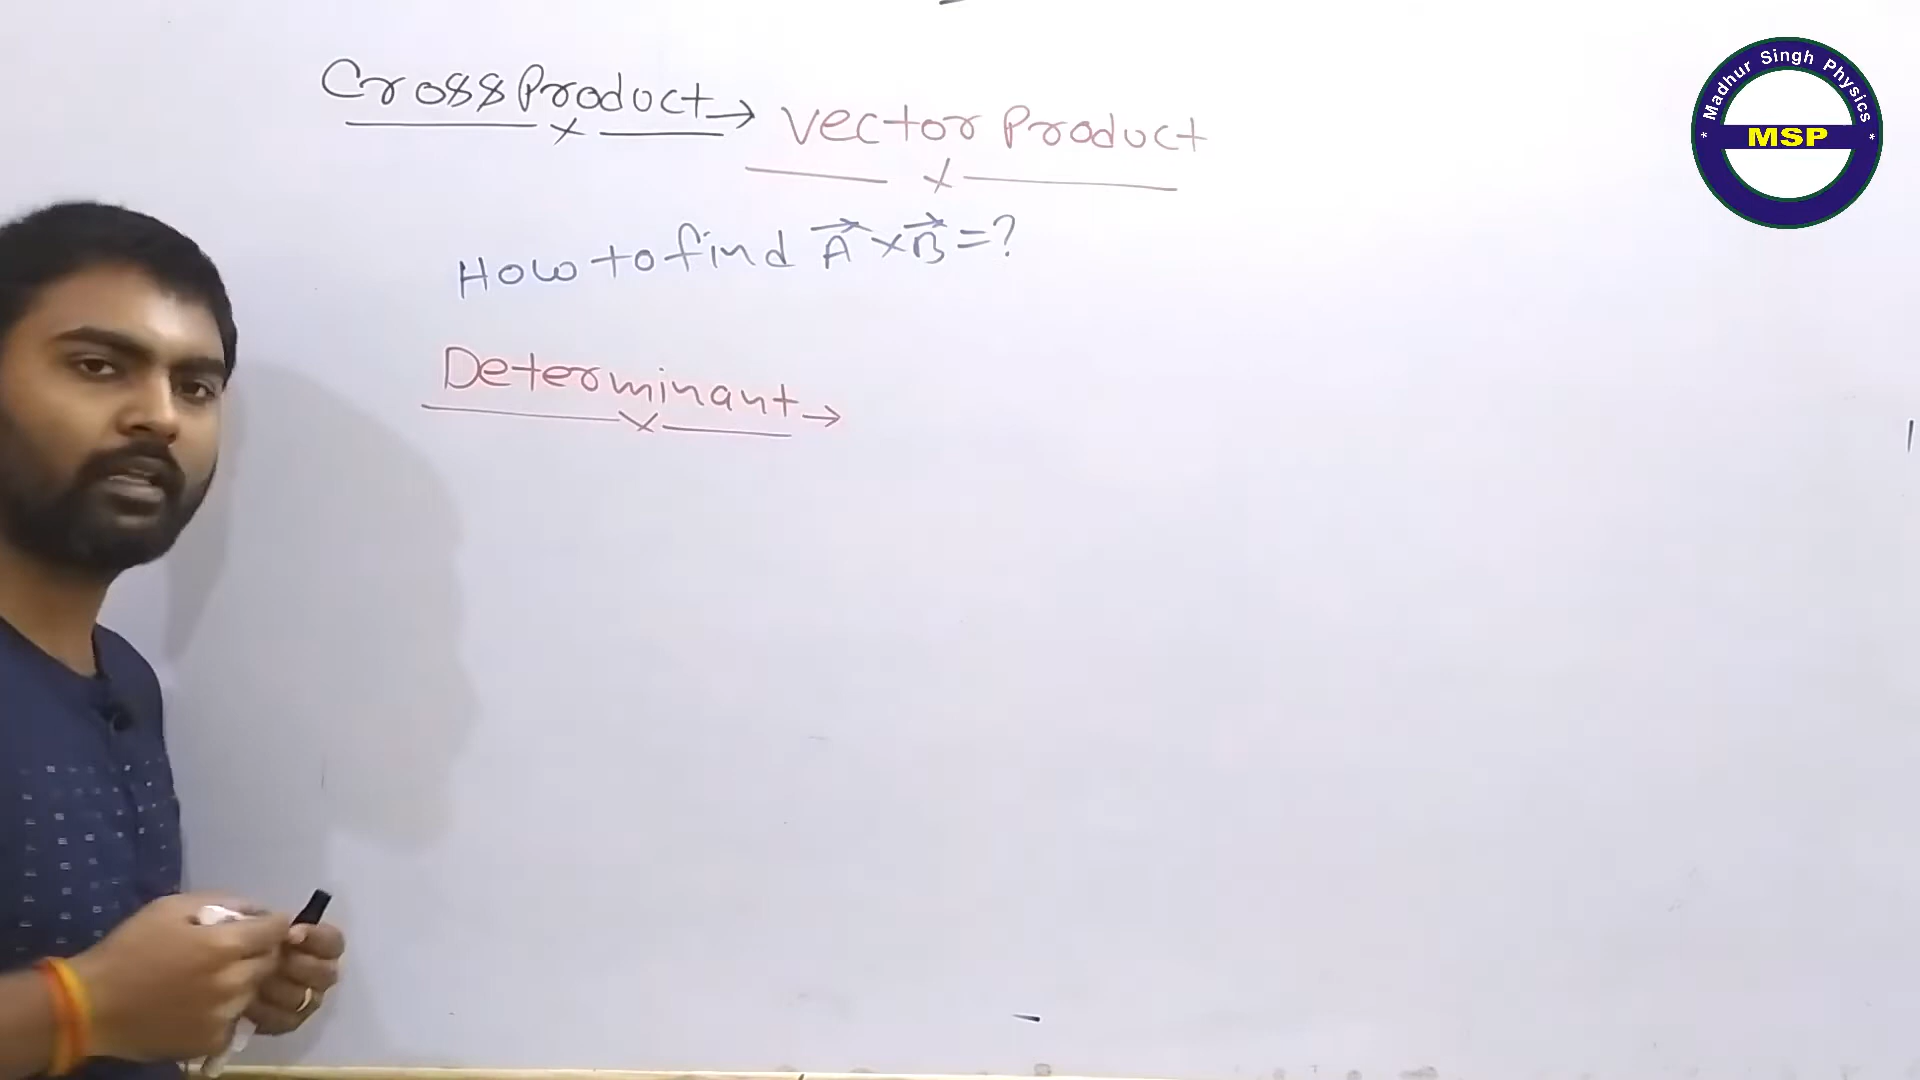 Cross Product → Vector Product
How to find A⃗ × B⃗ = ?
Determinant →
* Madhur Singh Physics *
MSP